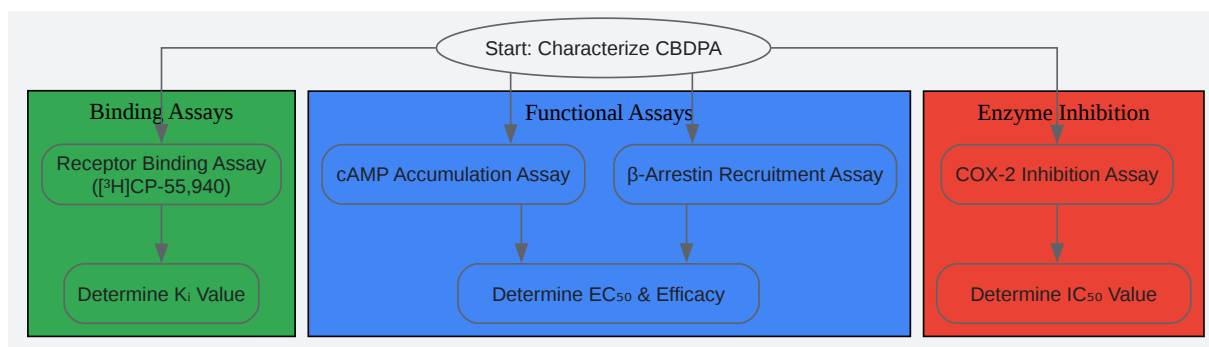 Start: Characterize CBDPA
Binding Assays
Receptor Binding Assay
([³H]CP-55,940)
Determine Kᵢ Value
Functional Assays
cAMP Accumulation Assay
β-Arrestin Recruitment Assay
Determine EC₅₀ & Efficacy
Enzyme Inhibition
COX-2 Inhibition Assay
Determine IC₅₀ Value